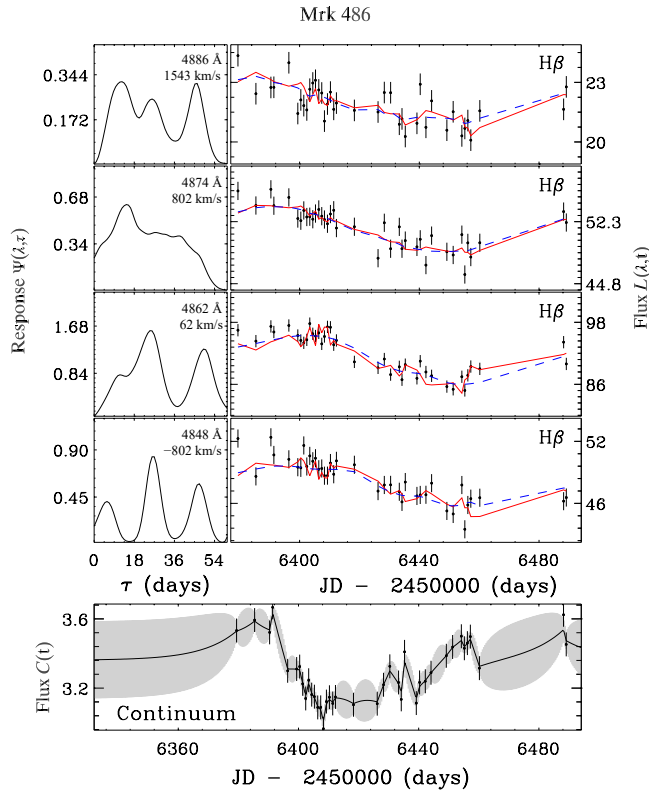 Mrk 486
4886 Å
1543 km/s
Hβ
0.344
0.172
23
20
4874 Å
802 km/s
Hβ
0.68
0.34
52.3
44.8
4862 Å
62 km/s
Hβ
1.68
0.84
98
86
4848 Å
−802 km/s
Hβ
0.90
0.45
52
46
Response Ψ(λ,τ)
Flux L(λ,t)
0 18 36 54
6400 6440 6480
τ (days)
JD − 2450000 (days)
3.6
3.2
Flux C(t)
Continuum
6360 6400 6440 6480
JD − 2450000 (days)